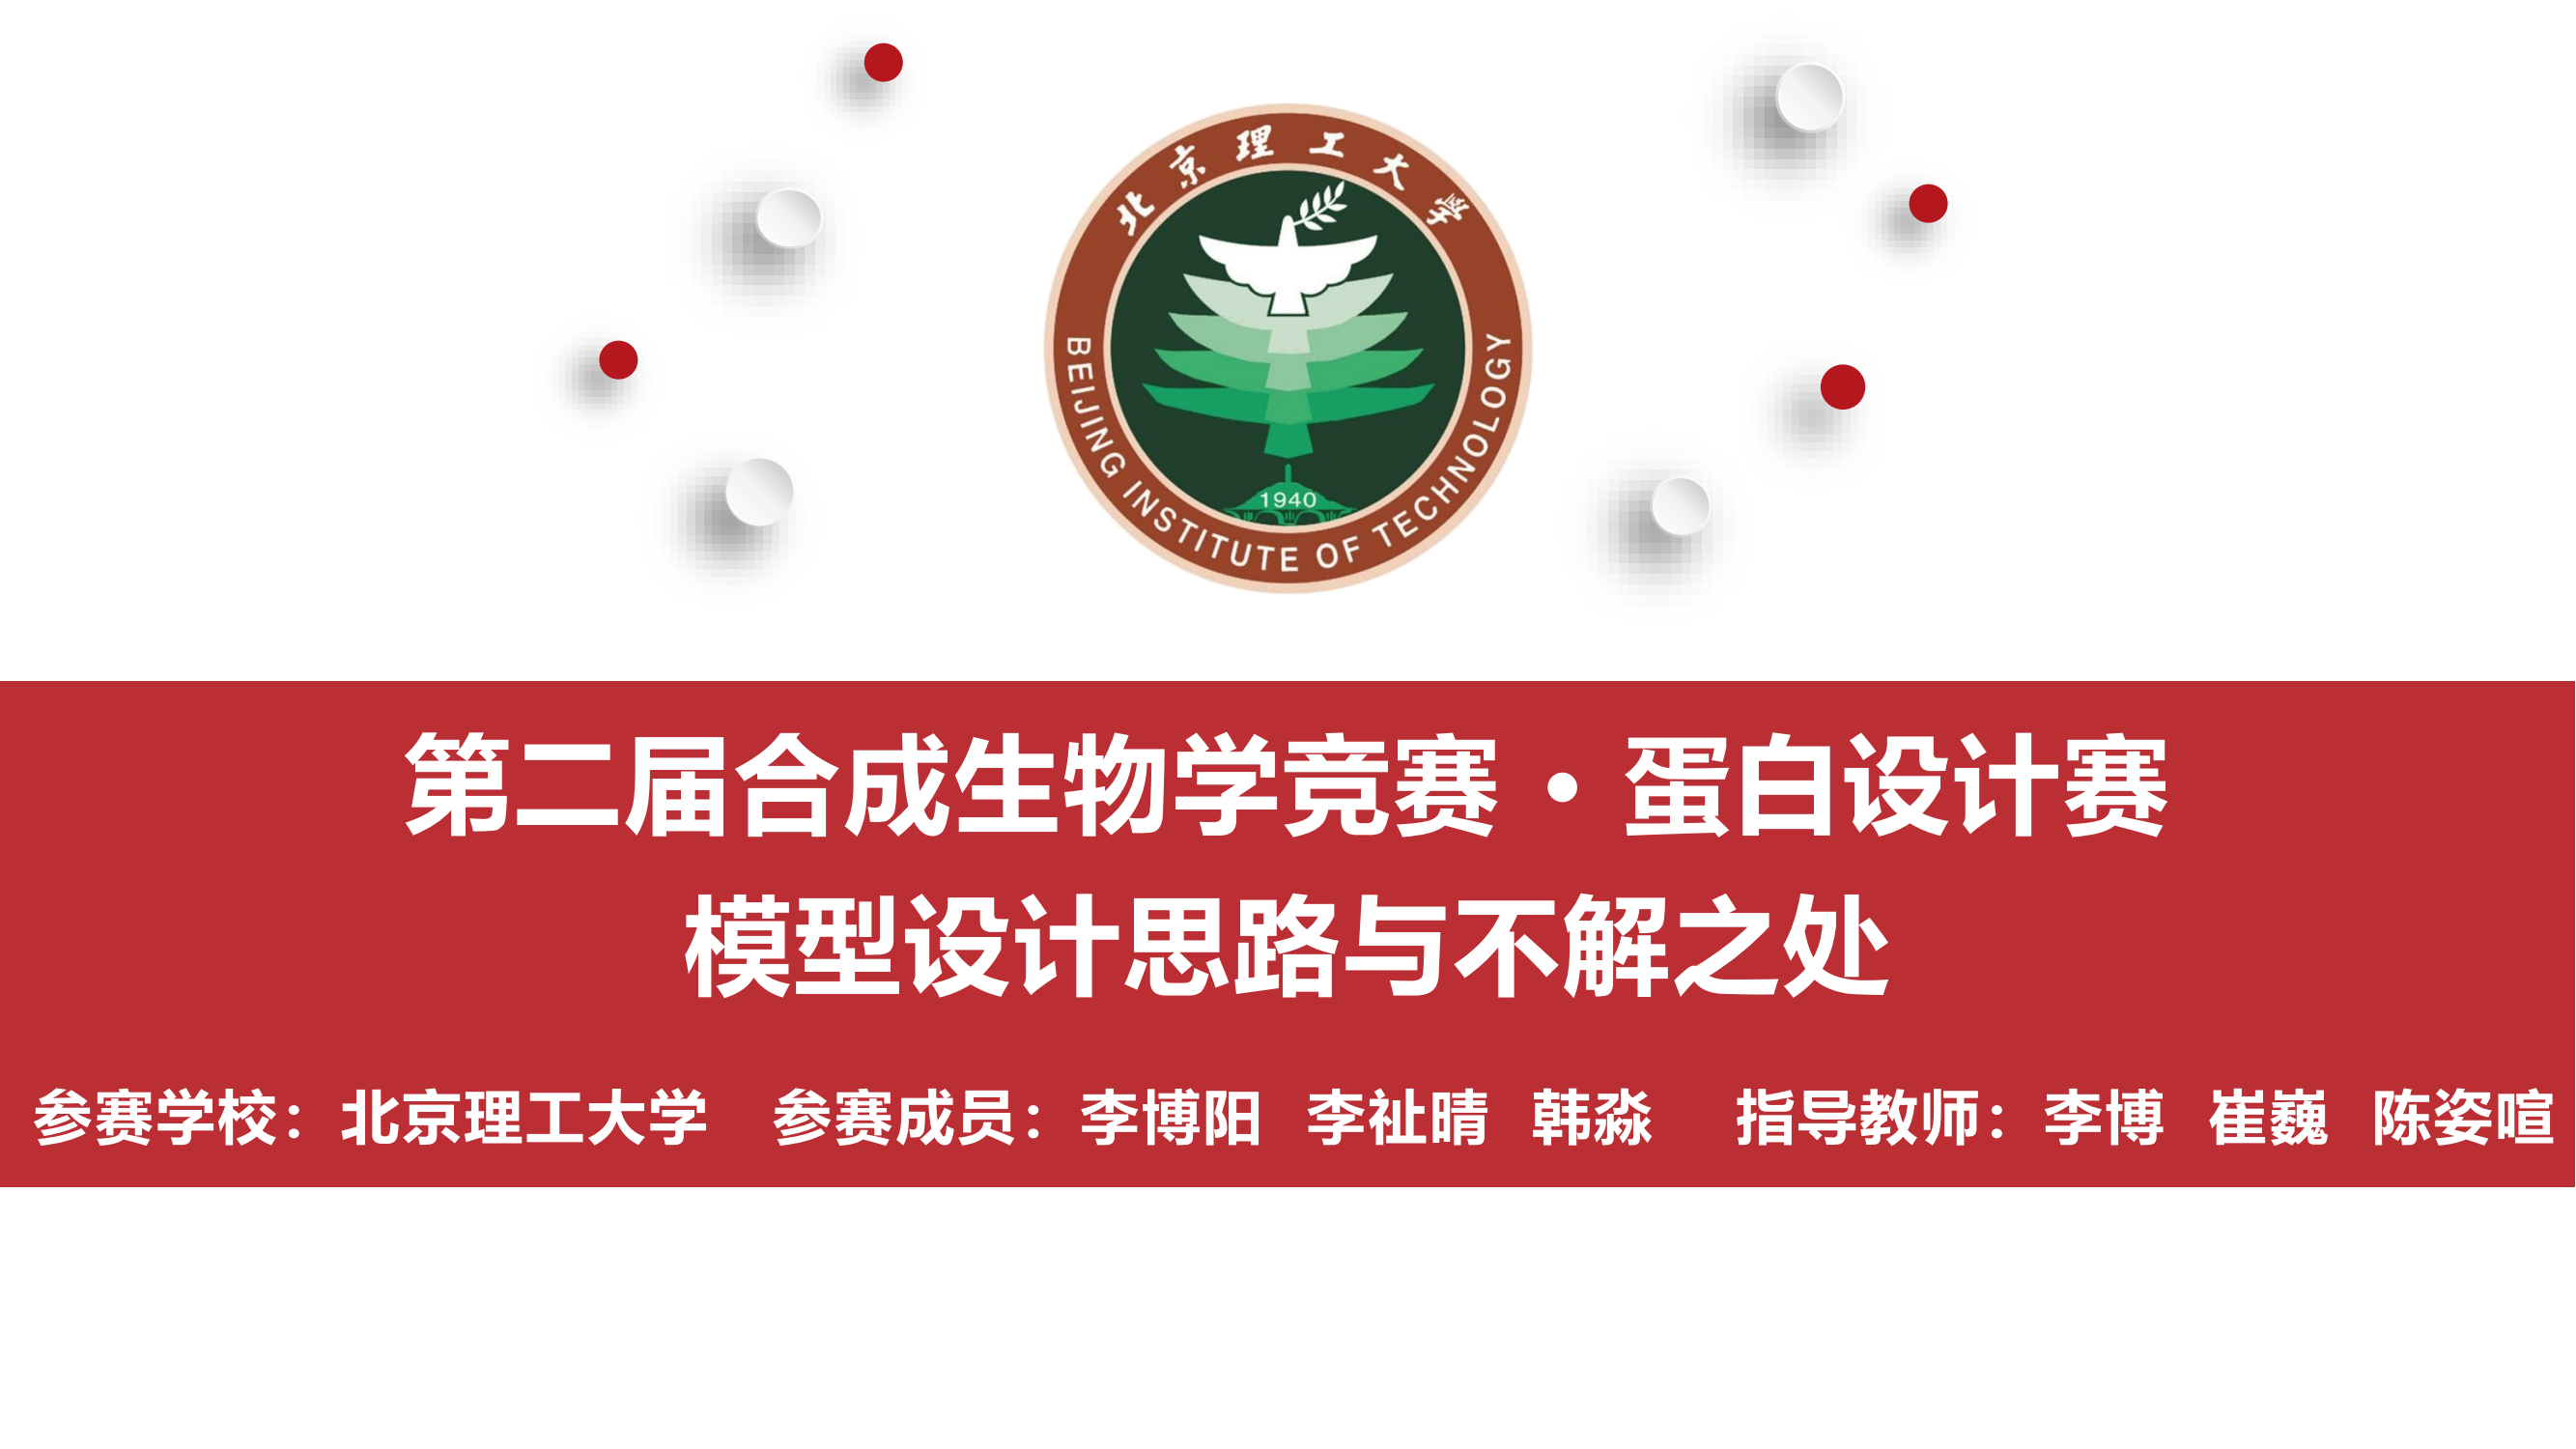 北京理工大学
BEIJING INSTITUTE OF TECHNOLOGY
1940
第二届合成生物学竞赛·蛋白设计赛
模型设计思路与不解之处
参赛学校：北京理工大学 参赛成员：李博阳 李祉晴 韩淼 指导教师：李博 崔巍 陈姿喧